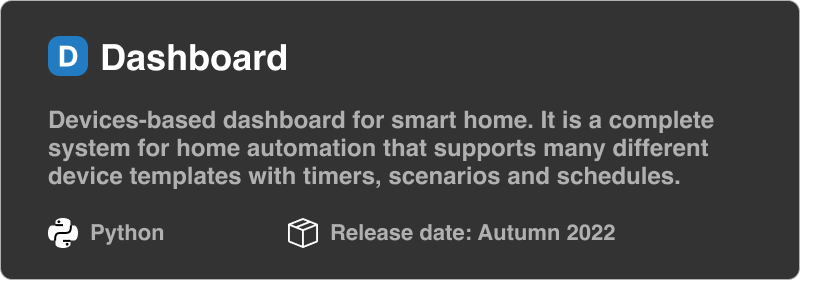 D Dashboard
Devices-based dashboard for smart home. It is a complete
system for home automation that supports many different
device templates with timers, scenarios and schedules.
Python Release date: Autumn 2022